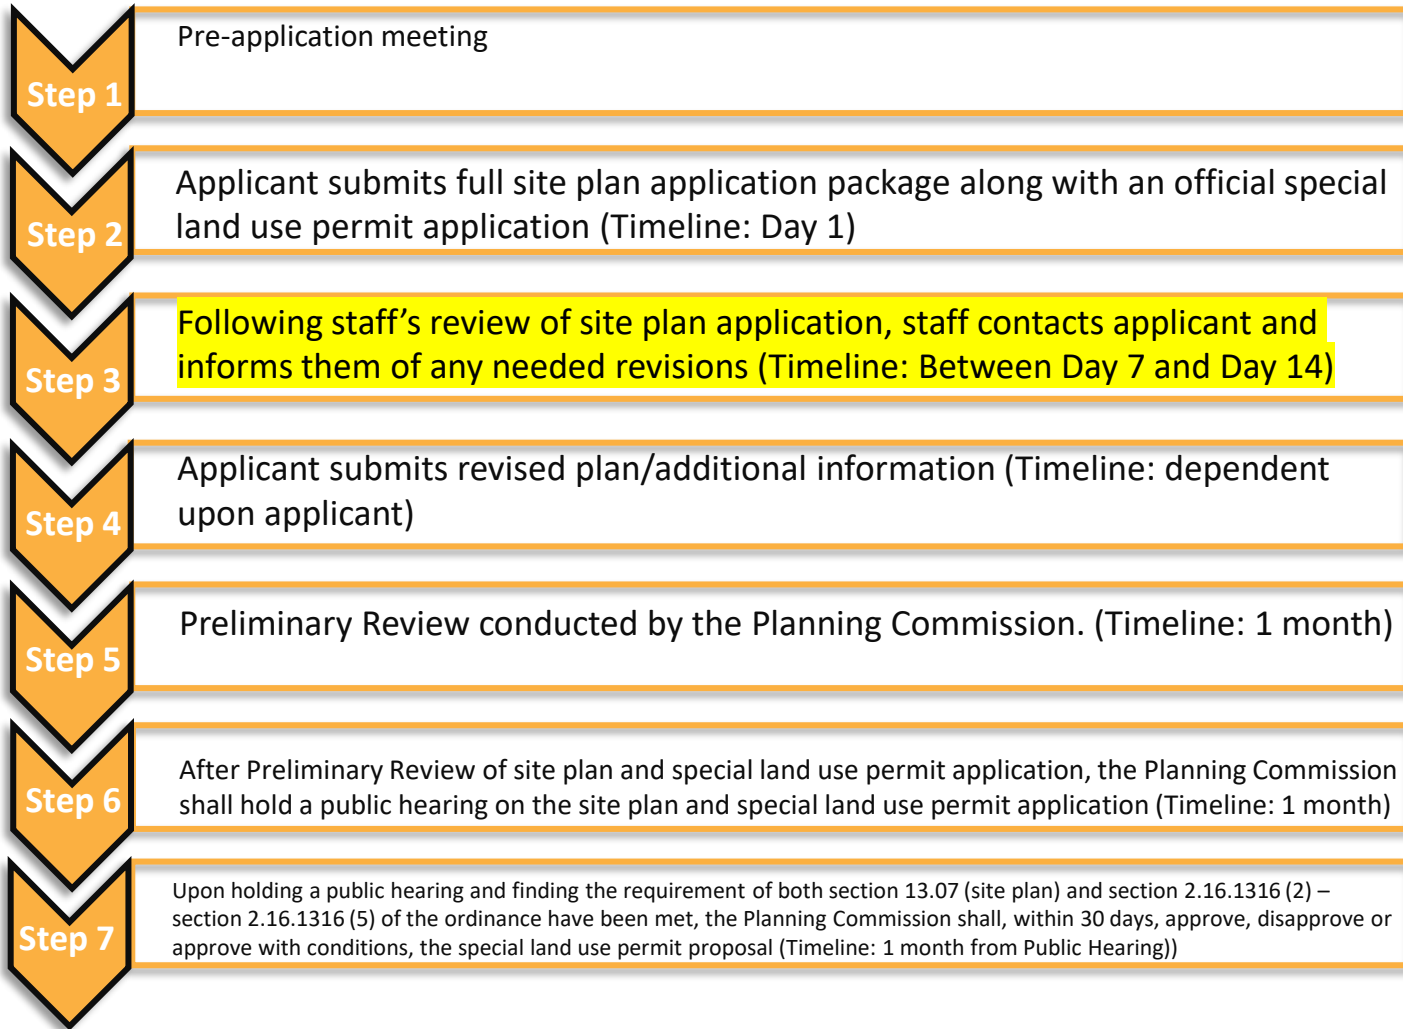 Step 1
Pre-application meeting
Step 2
Applicant submits full site plan application package along with an official special
land use permit application (Timeline: Day 1)
Step 3
Following staff’s review of site plan application, staff contacts applicant and
informs them of any needed revisions (Timeline: Between Day 7 and Day 14)
Step 4
Applicant submits revised plan/additional information (Timeline: dependent
upon applicant)
Step 5
Preliminary Review conducted by the Planning Commission. (Timeline: 1 month)
Step 6
After Preliminary Review of site plan and special land use permit application, the Planning Commission
shall hold a public hearing on the site plan and special land use permit application (Timeline: 1 month)
Step 7
Upon holding a public hearing and finding the requirement of both section 13.07 (site plan) and section 2.16.1316 (2) –
section 2.16.1316 (5) of the ordinance have been met, the Planning Commission shall, within 30 days, approve, disapprove or
approve with conditions, the special land use permit proposal (Timeline: 1 month from Public Hearing))